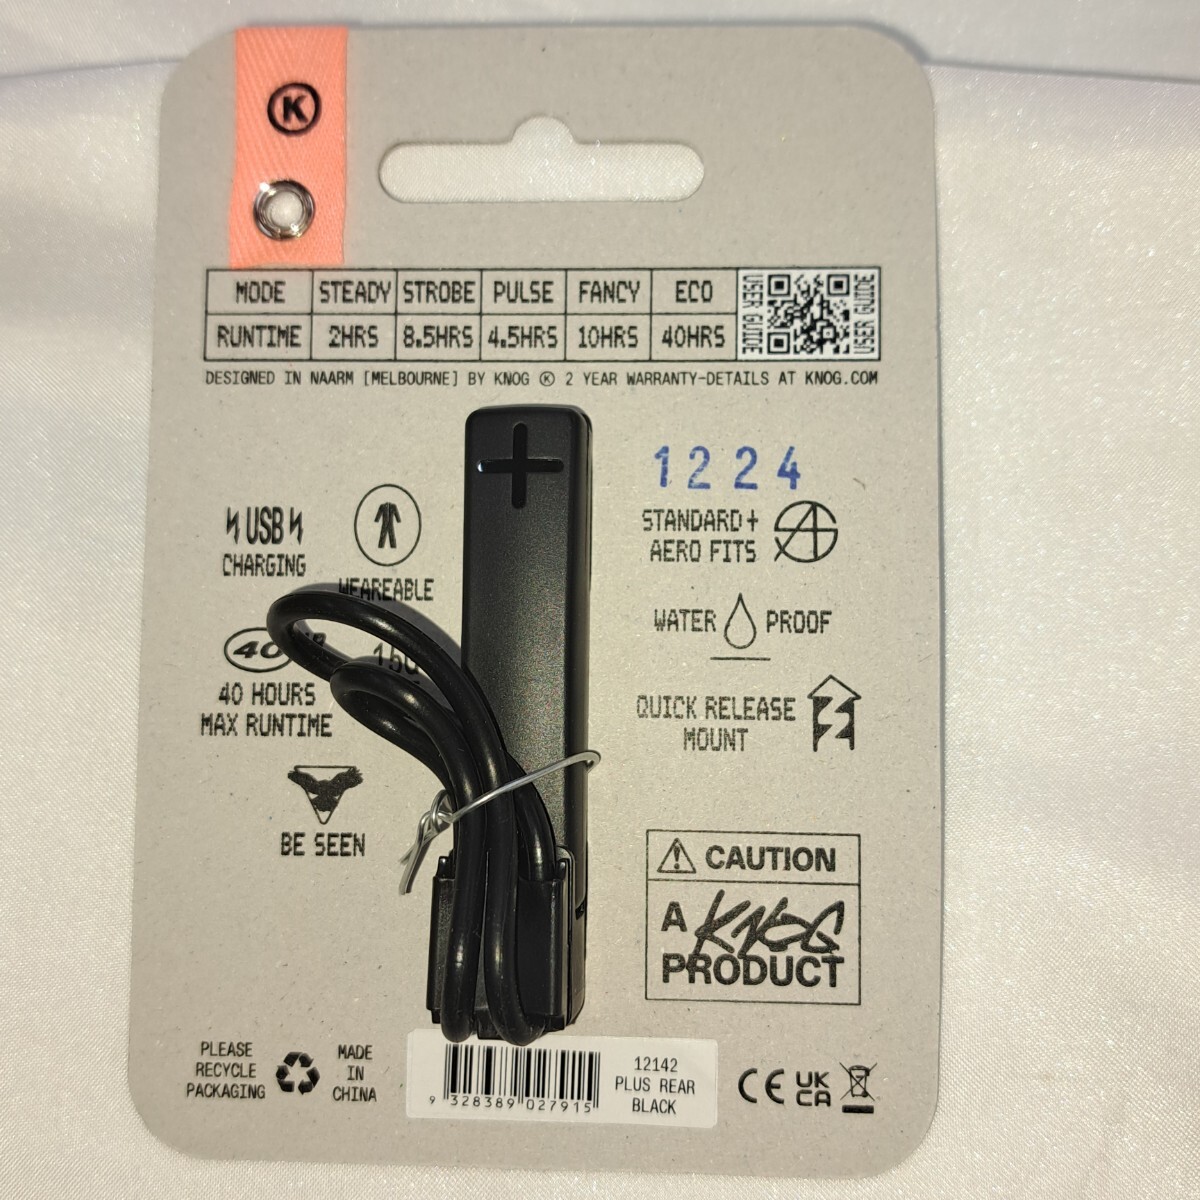 K
MODE STEADY STROBE PULSE FANCY ECO
RUNTIME 2HRS 8.5HRS 4.5HRS 10HRS 40HRS
USER GUIDE
USER GUIDE
DESIGNED IN NAARM [MELBOURNE] BY KNOG Ⓚ 2 YEAR WARRANTY-DETAILS AT KNOG.COM
1224
USB
CHARGING
WEARABLE
STANDARD+
AERO FITS
WATER PROOF
40
40 HOURS
MAX RUNTIME
QUICK RELEASE
MOUNT
BE SEEN
CAUTION
A KNOG
PRODUCT
PLEASE
RECYCLE
PACKAGING
MADE
IN
CHINA
9 328389 027915
12142
PLUS REAR
BLACK
CE
UK
CA